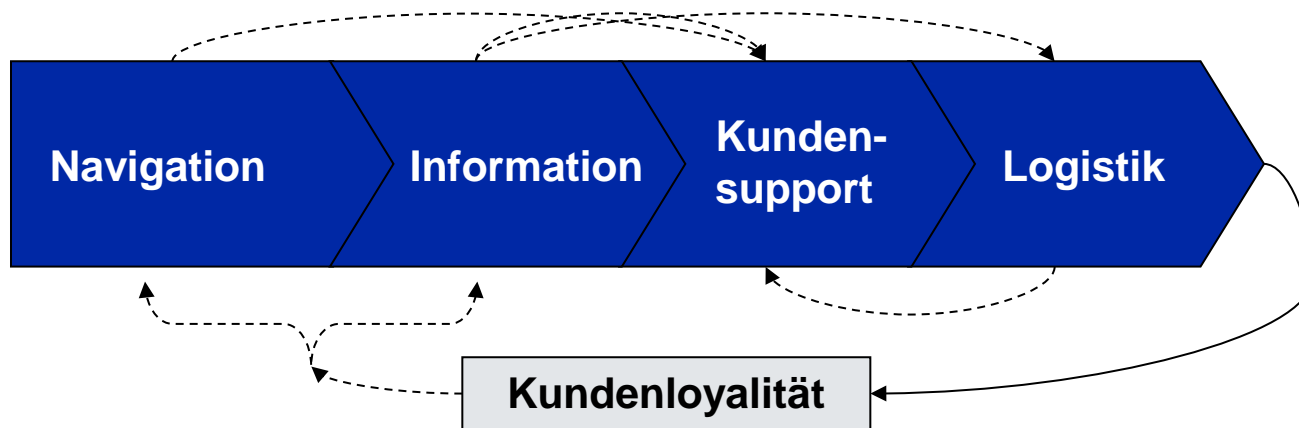 Navigation
Information
Kunden-
support
Logistik
Kundenloyalität